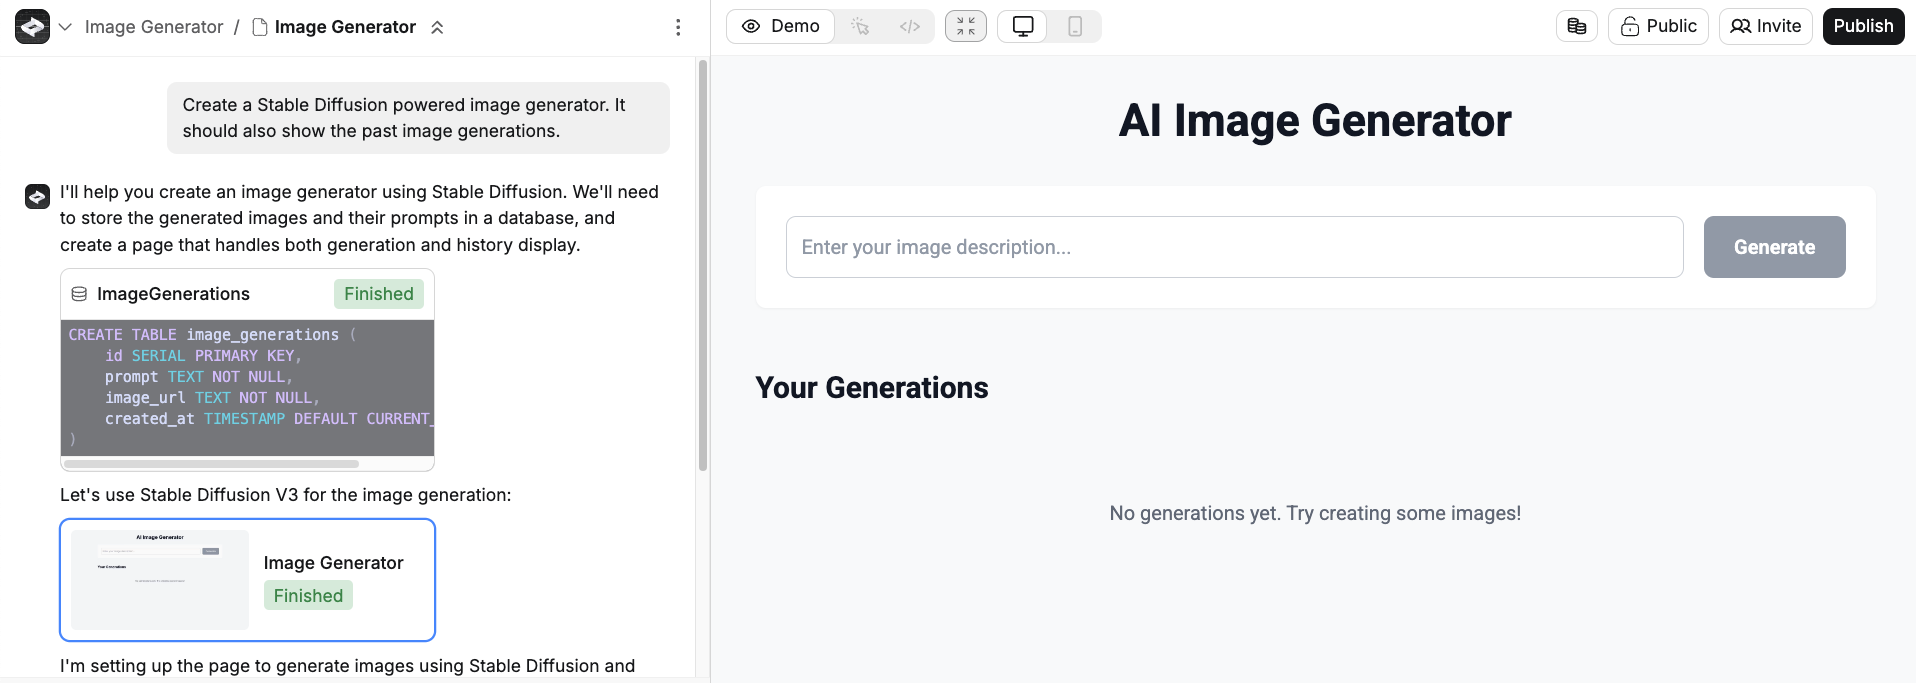 Image Generator / Image Generator
Create a Stable Diffusion powered image generator. It
should also show the past image generations.
I'll help you create an image generator using Stable Diffusion. We'll need
to store the generated images and their prompts in a database, and
create a page that handles both generation and history display.
ImageGenerations Finished
CREATE TABLE image_generations (
id SERIAL PRIMARY KEY,
prompt TEXT NOT NULL,
image_url TEXT NOT NULL,
created_at TIMESTAMP DEFAULT CURRENT_
)
Let's use Stable Diffusion V3 for the image generation:
AI Image Generator
Your Generations
Image Generator
Finished
I'm setting up the page to generate images using Stable Diffusion and
Demo
Public
Invite
Publish
AI Image Generator
Enter your image description...
Generate
Your Generations
No generations yet. Try creating some images!